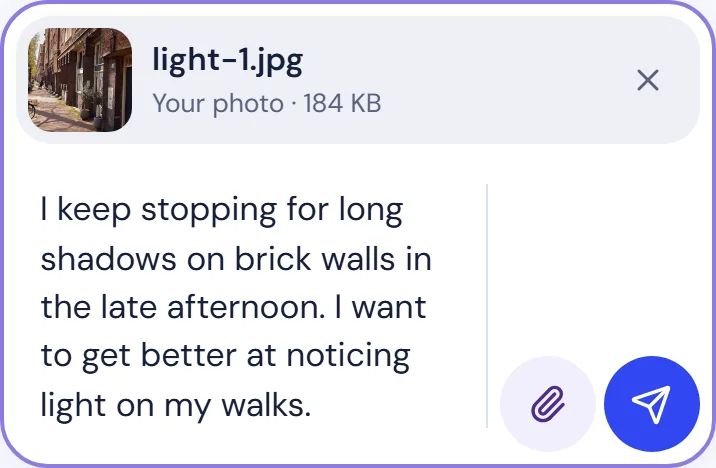 light-1.jpg
Your photo · 184 KB
I keep stopping for long
shadows on brick walls in
the late afternoon. I want
to get better at noticing
light on my walks.